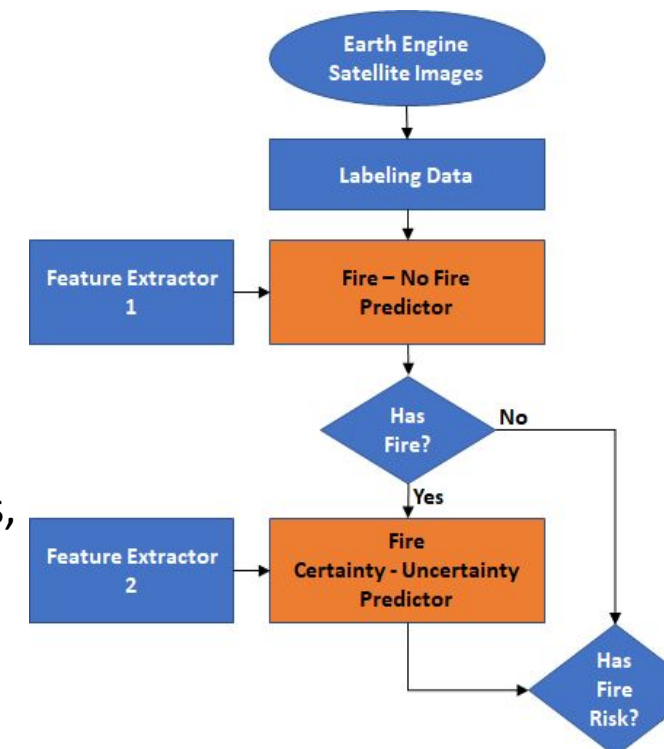 Earth Engine
Satellite Images
Labeling Data
Feature Extractor
1
Fire – No Fire
Predictor
Has
Fire?
No
Yes
s,
Feature Extractor
2
Fire
Certainty - Uncertainty
Predictor
Has
Fire
Risk?